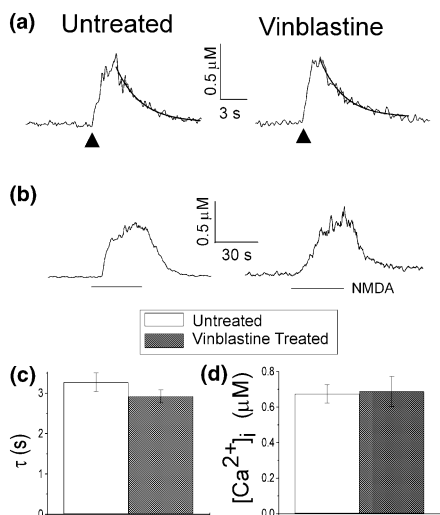 (a) Untreated Vinblastine
0.5 μM
3 s
(b)
0.5 μM
30 s
NMDA
Untreated
Vinblastine Treated
(c)
3
2
1
0
τ (s)
(d)
0.8
0.6
0.4
0.2
0.0
[Ca2+]i (μM)